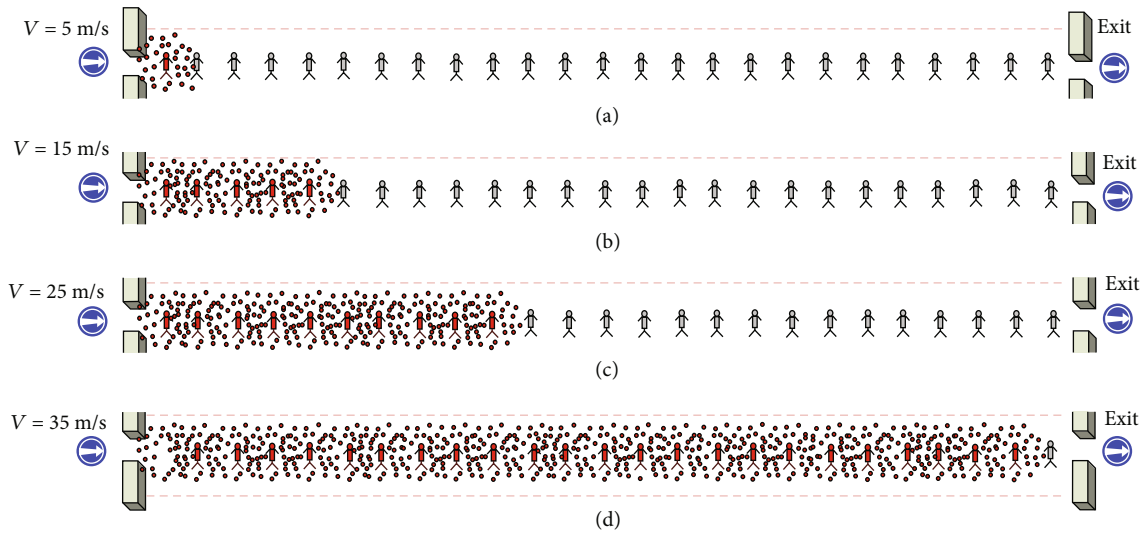 V = 5 m/s
Exit
(a)
V = 15 m/s
Exit
(b)
V = 25 m/s
Exit
(c)
V = 35 m/s
Exit
(d)